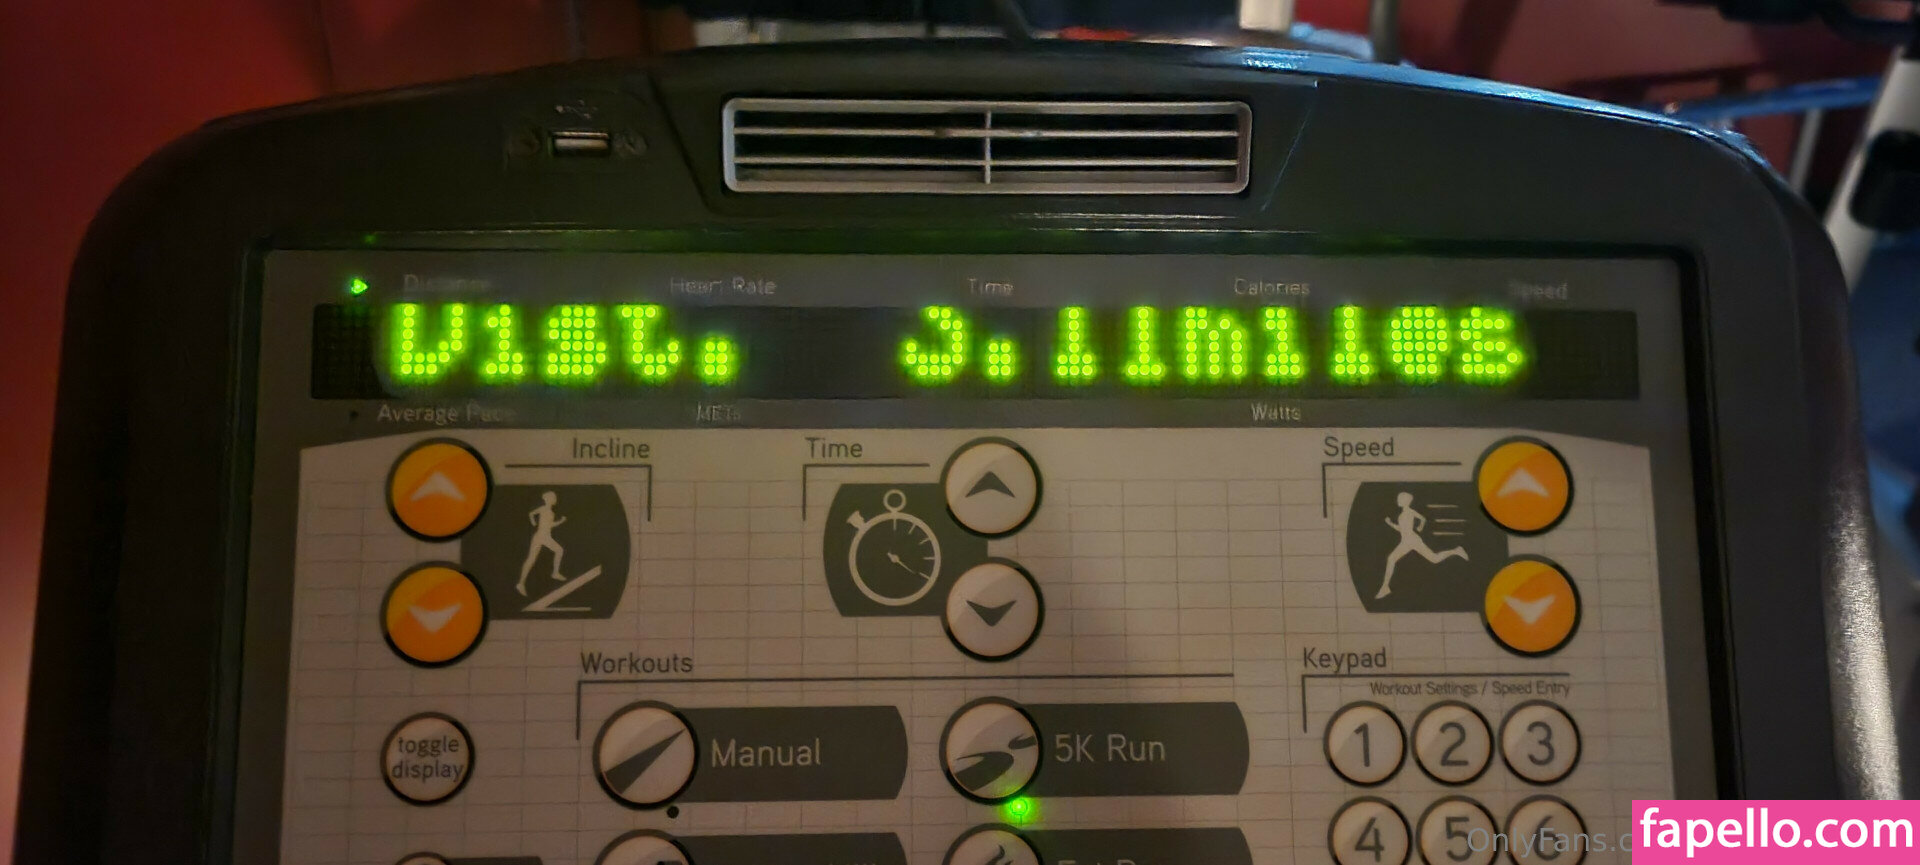 Distance Heart Rate Time Calories Speed
Dist. 3.11miles
Average Pace METs Watts
Incline Time Speed
Workouts
Keypad
Workout Settings / Speed Entry
toggle display
Manual
5K Run
1 2 3
4 5 6
OnlyFans.c
fapello.com